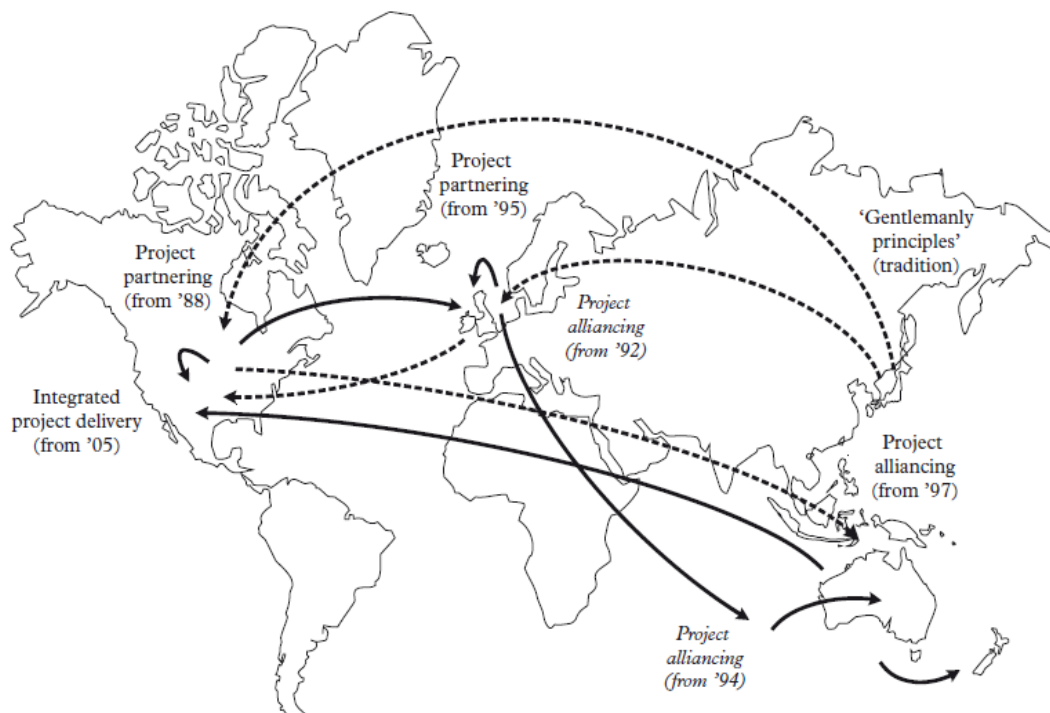 Project
partnering
(from '95)
'Gentlemanly
principles'
(tradition)
Project
partnering
(from '88)
Project
alliancing
(from '92)
Integrated
project delivery
(from '05)
Project
alliancing
(from '97)
Project
alliancing
(from '94)